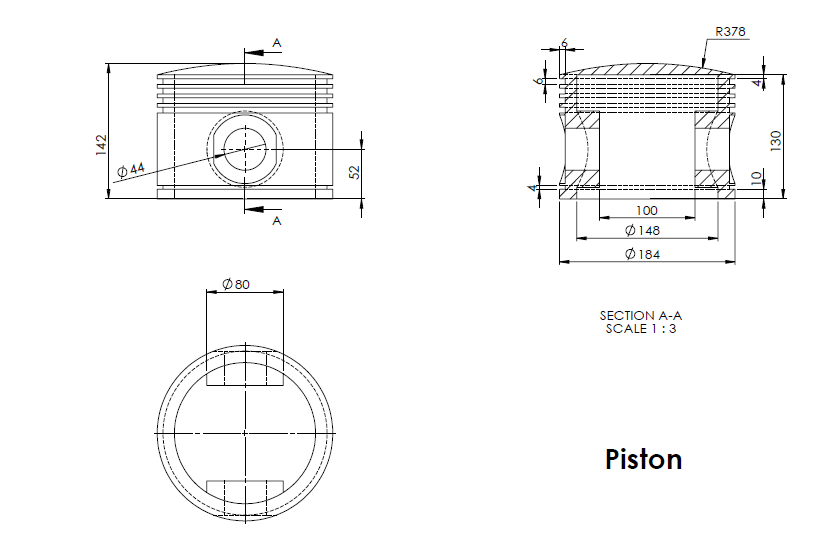 A
142
Ø44
52
A
R378
6
6
4
130
4
10
100
Ø148
Ø184
Ø80
SECTION A-A
SCALE 1 : 3
Piston